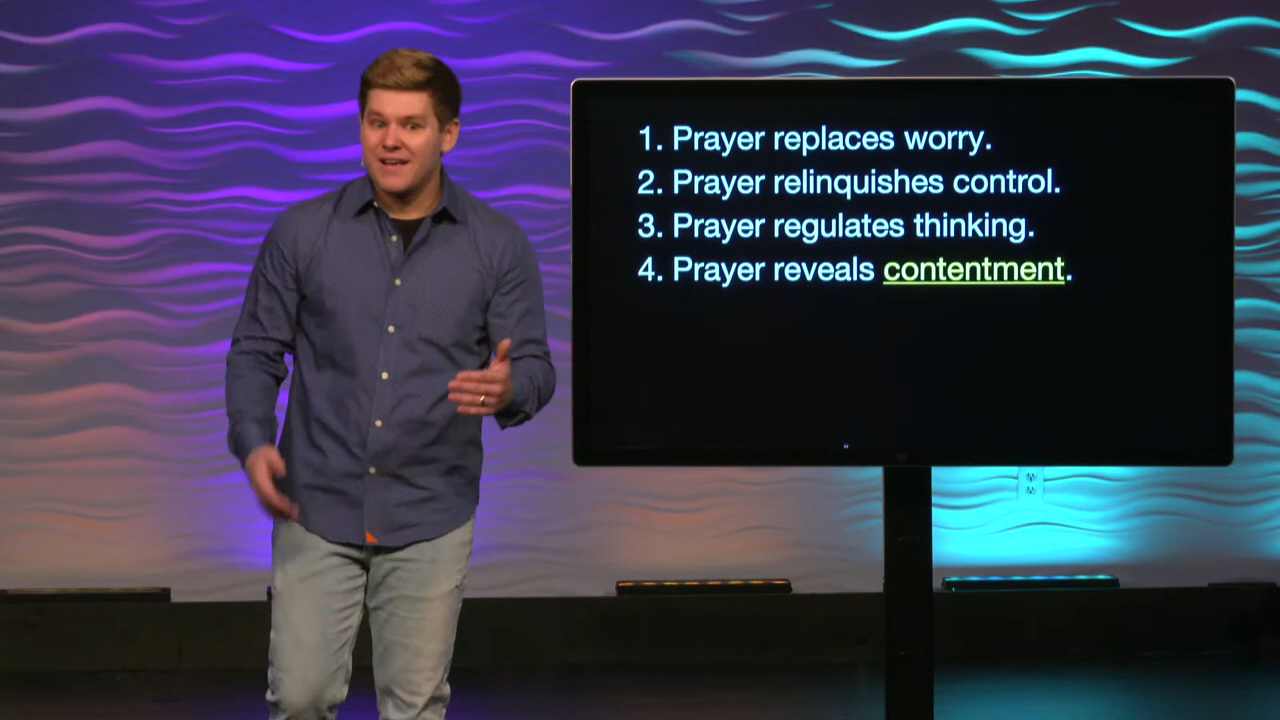 1. Prayer replaces worry.
2. Prayer relinquishes control.
3. Prayer regulates thinking.
4. Prayer reveals contentment.